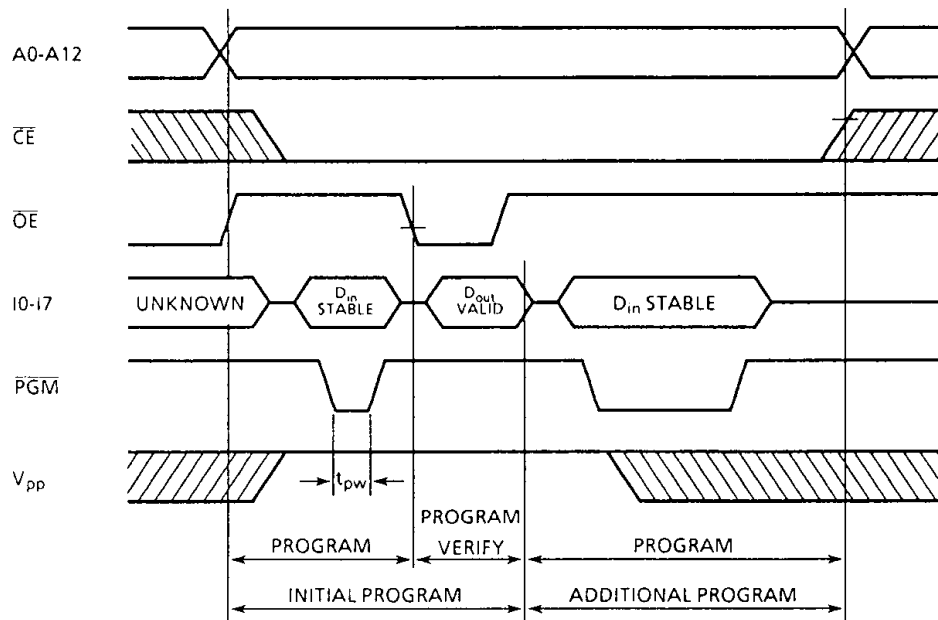 A0-A12
CE
OE
I0-I7
UNKNOWN
Din
STABLE
Dout
VALID
Din STABLE
PGM
Vpp
tpw
PROGRAM
PROGRAM
VERIFY
PROGRAM
INITIAL PROGRAM
ADDITIONAL PROGRAM